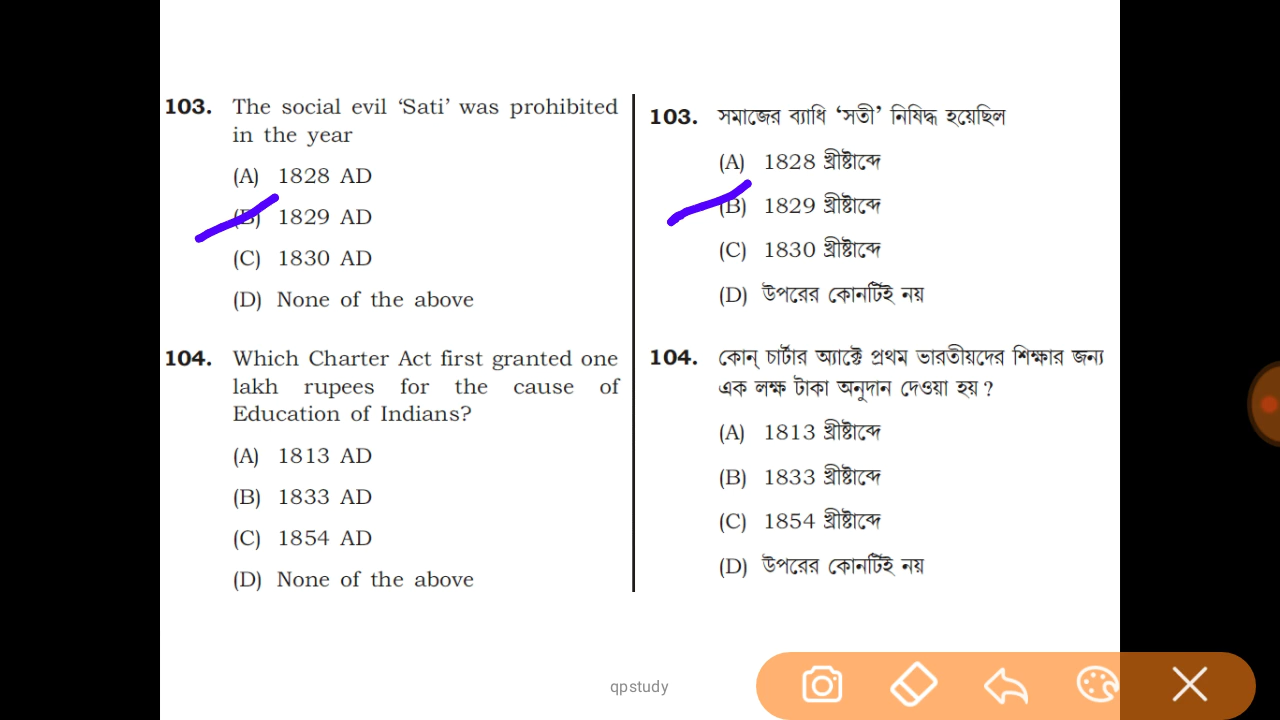 103. The social evil ‘Sati’ was prohibited
in the year
(A) 1828 AD
(B) 1829 AD
(C) 1830 AD
(D) None of the above
104. Which Charter Act first granted one
lakh rupees for the cause of
Education of Indians?
(A) 1813 AD
(B) 1833 AD
(C) 1854 AD
(D) None of the above
103. সমাজের ব্যাধি ‘সতী’ নিষিদ্ধ হয়েছিল
(A) 1828 খ্রীষ্টাব্দে
(B) 1829 খ্রীষ্টাব্দে
(C) 1830 খ্রীষ্টাব্দে
(D) উপরের কোনটিই নয়
104. কোন্ চার্টার অ্যাক্টে প্রথম ভারতীয়দের শিক্ষার জন্য
এক লক্ষ টাকা অনুদান দেওয়া হয় ?
(A) 1813 খ্রীষ্টাব্দে
(B) 1833 খ্রীষ্টাব্দে
(C) 1854 খ্রীষ্টাব্দে
(D) উপরের কোনটিই নয়
qpstudy